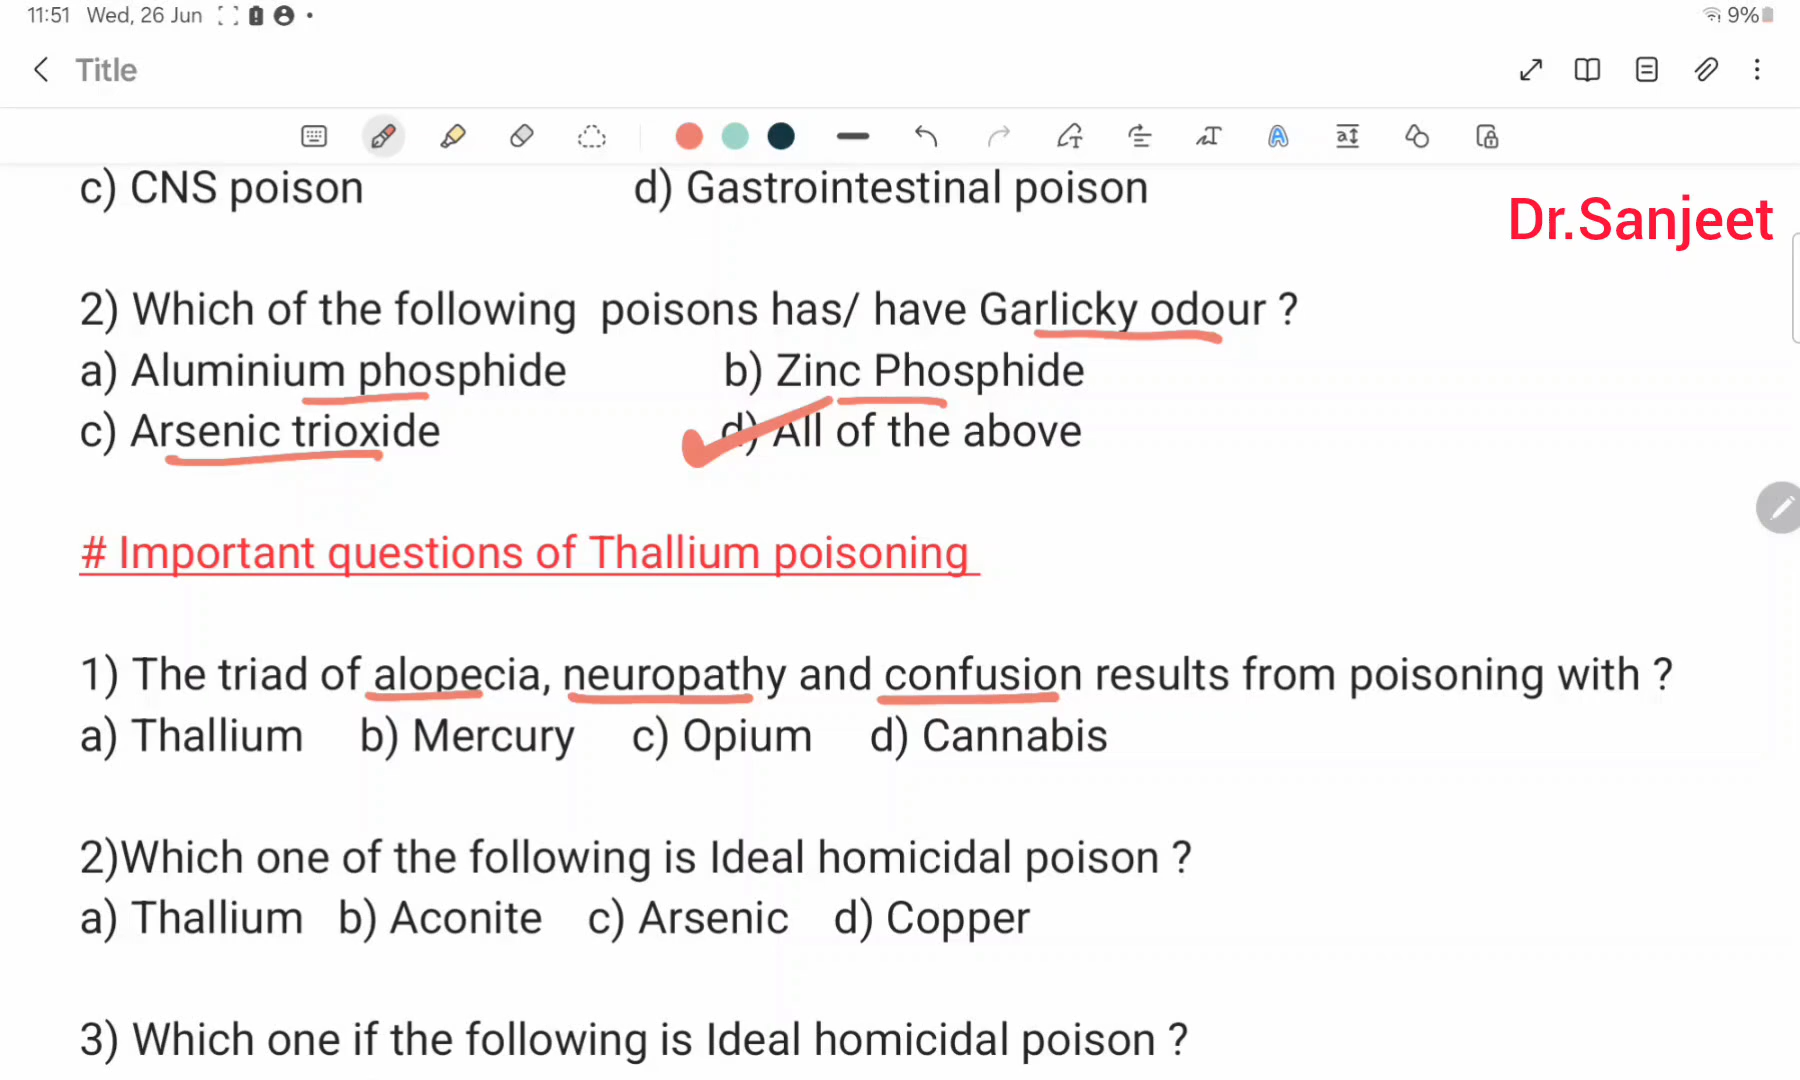 11:51 Wed, 26 Jun 9%
Title
c) CNS poison d) Gastrointestinal poison
Dr.Sanjeet
2) Which of the following poisons has/ have Garlicky odour ?
a) Aluminium phosphide b) Zinc Phosphide
c) Arsenic trioxide d) All of the above
# Important questions of Thallium poisoning
1) The triad of alopecia, neuropathy and confusion results from poisoning with ?
a) Thallium b) Mercury c) Opium d) Cannabis
2)Which one of the following is Ideal homicidal poison ?
a) Thallium b) Aconite c) Arsenic d) Copper
3) Which one if the following is Ideal homicidal poison ?